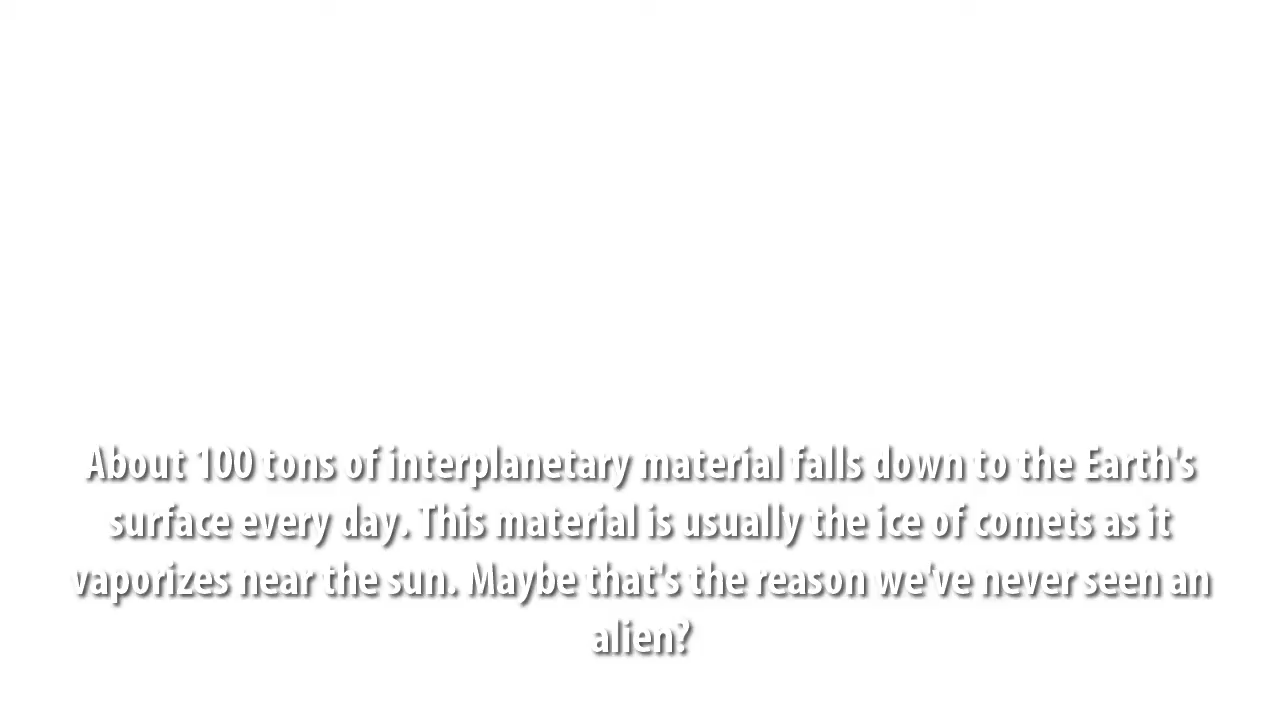 About 100 tons of interplanetary material falls down to the Earth's
surface every day. This material is usually the ice of comets as it
vaporizes near the sun. Maybe that's the reason we've never seen an
alien?